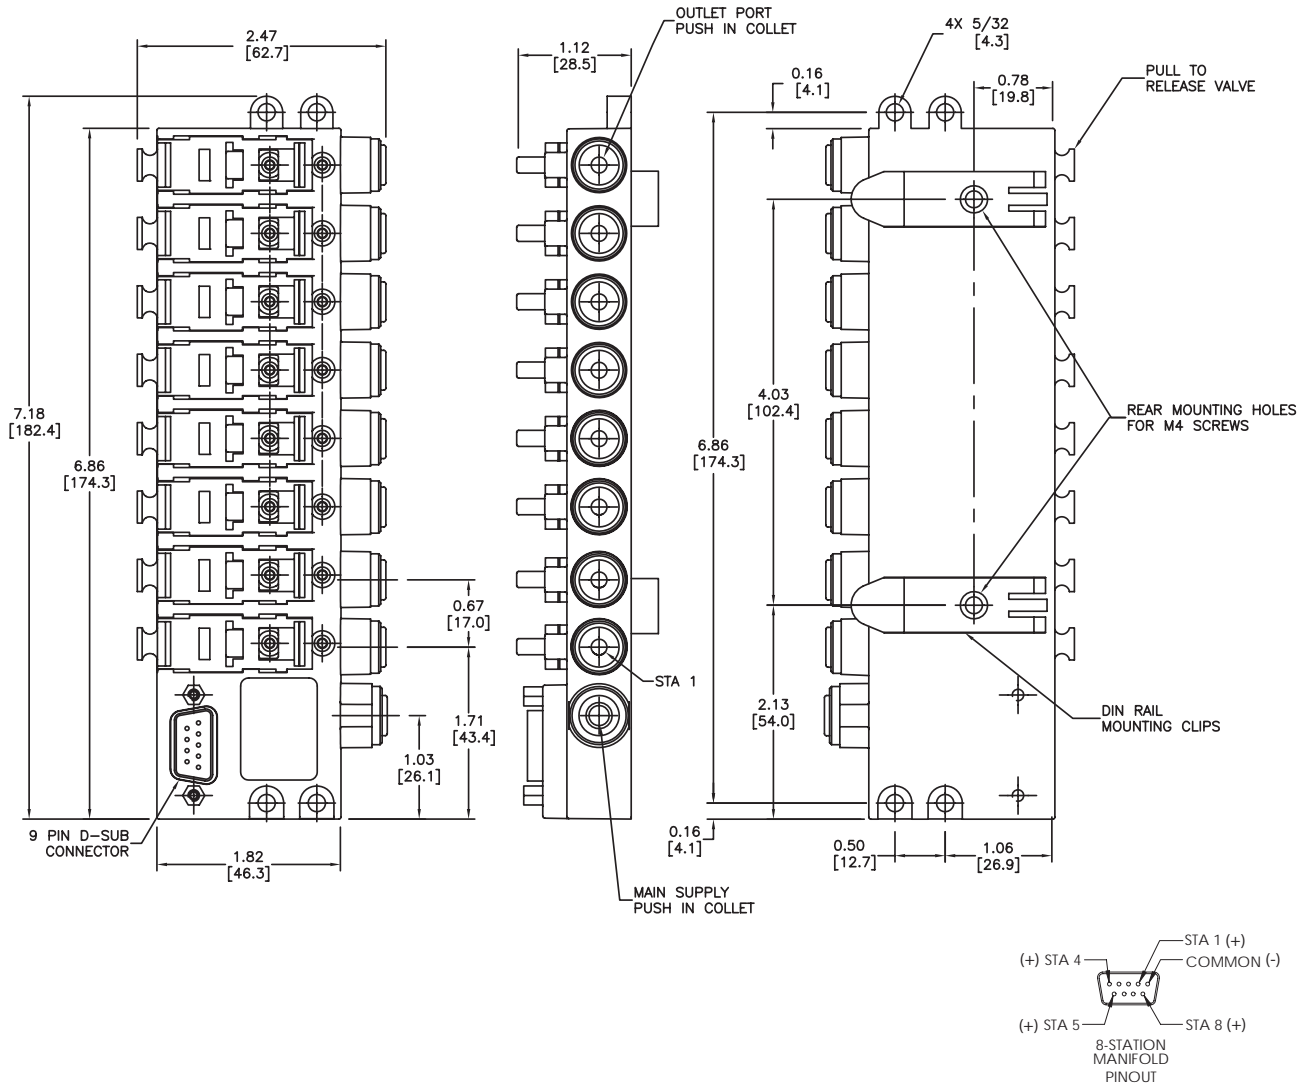 OUTLET PORT
PUSH IN COLLET
2.47
[62.7]
1.12
[28.5]
4X 5/32
[4.3]
0.16
[4.1]
0.78
[19.8]
PULL TO
RELEASE VALVE
7.18
[182.4]
6.86
[174.3]
4.03
[102.4]
6.86
[174.3]
REAR MOUNTING HOLES
FOR M4 SCREWS
0.67
[17.0]
STA 1
1.71
[43.4]
1.03
[26.1]
2.13
[54.0]
DIN RAIL
MOUNTING CLIPS
9 PIN D-SUB
CONNECTOR
1.82
[46.3]
0.16
[4.1]
0.50
[12.7]
1.06
[26.9]
MAIN SUPPLY
PUSH IN COLLET
STA 1 (+)
(+) STA 4
COMMON (-)
(+) STA 5
STA 8 (+)
8-STATION
MANIFOLD
PINOUT